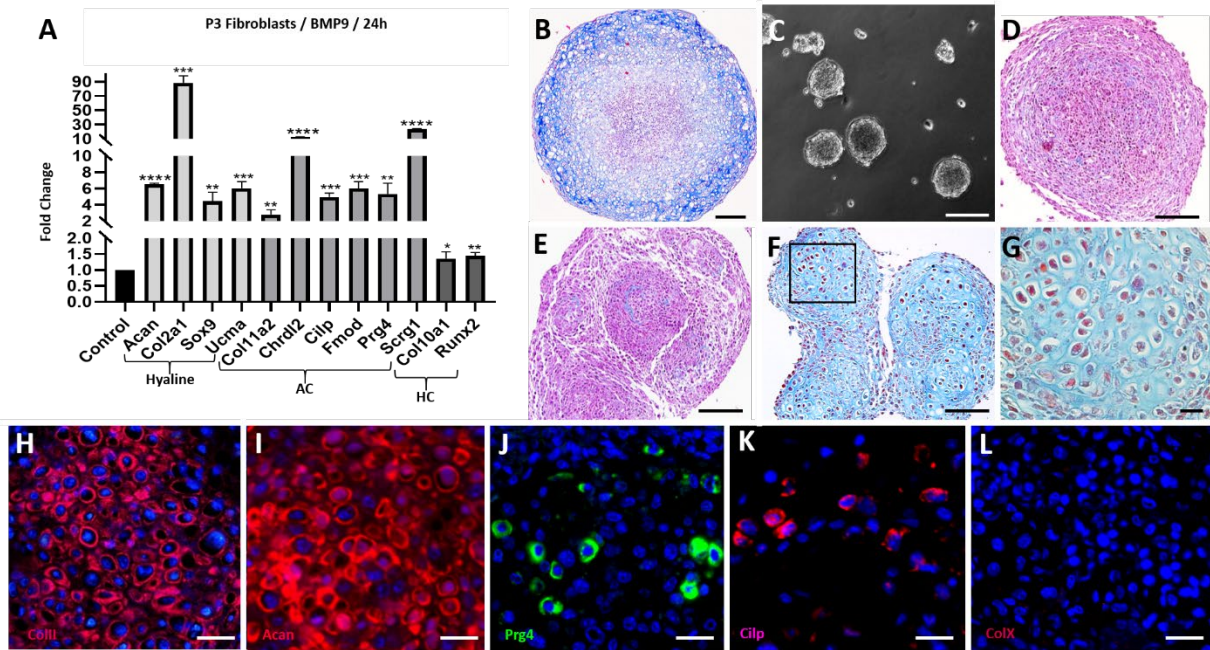 A
P3 Fibroblasts / BMP9 / 24h
Fold Change
90
70
50
30
10
10
8
6
4
2
2.0
1.5
1.0
0.5
0.0
****
***
**
***
**
****
***
***
**
****
*
**
Control
Acan
Col2a1
Sox9
Ucma
Col11a2
Chrdl2
Cilp
Fmod
Prg4
Scrg1
Col10a1
Runx2
Hyaline
AC
HC
B
C
D
E
F
G
H
ColII
I
Acan
J
Prg4
K
Cilp
L
ColX